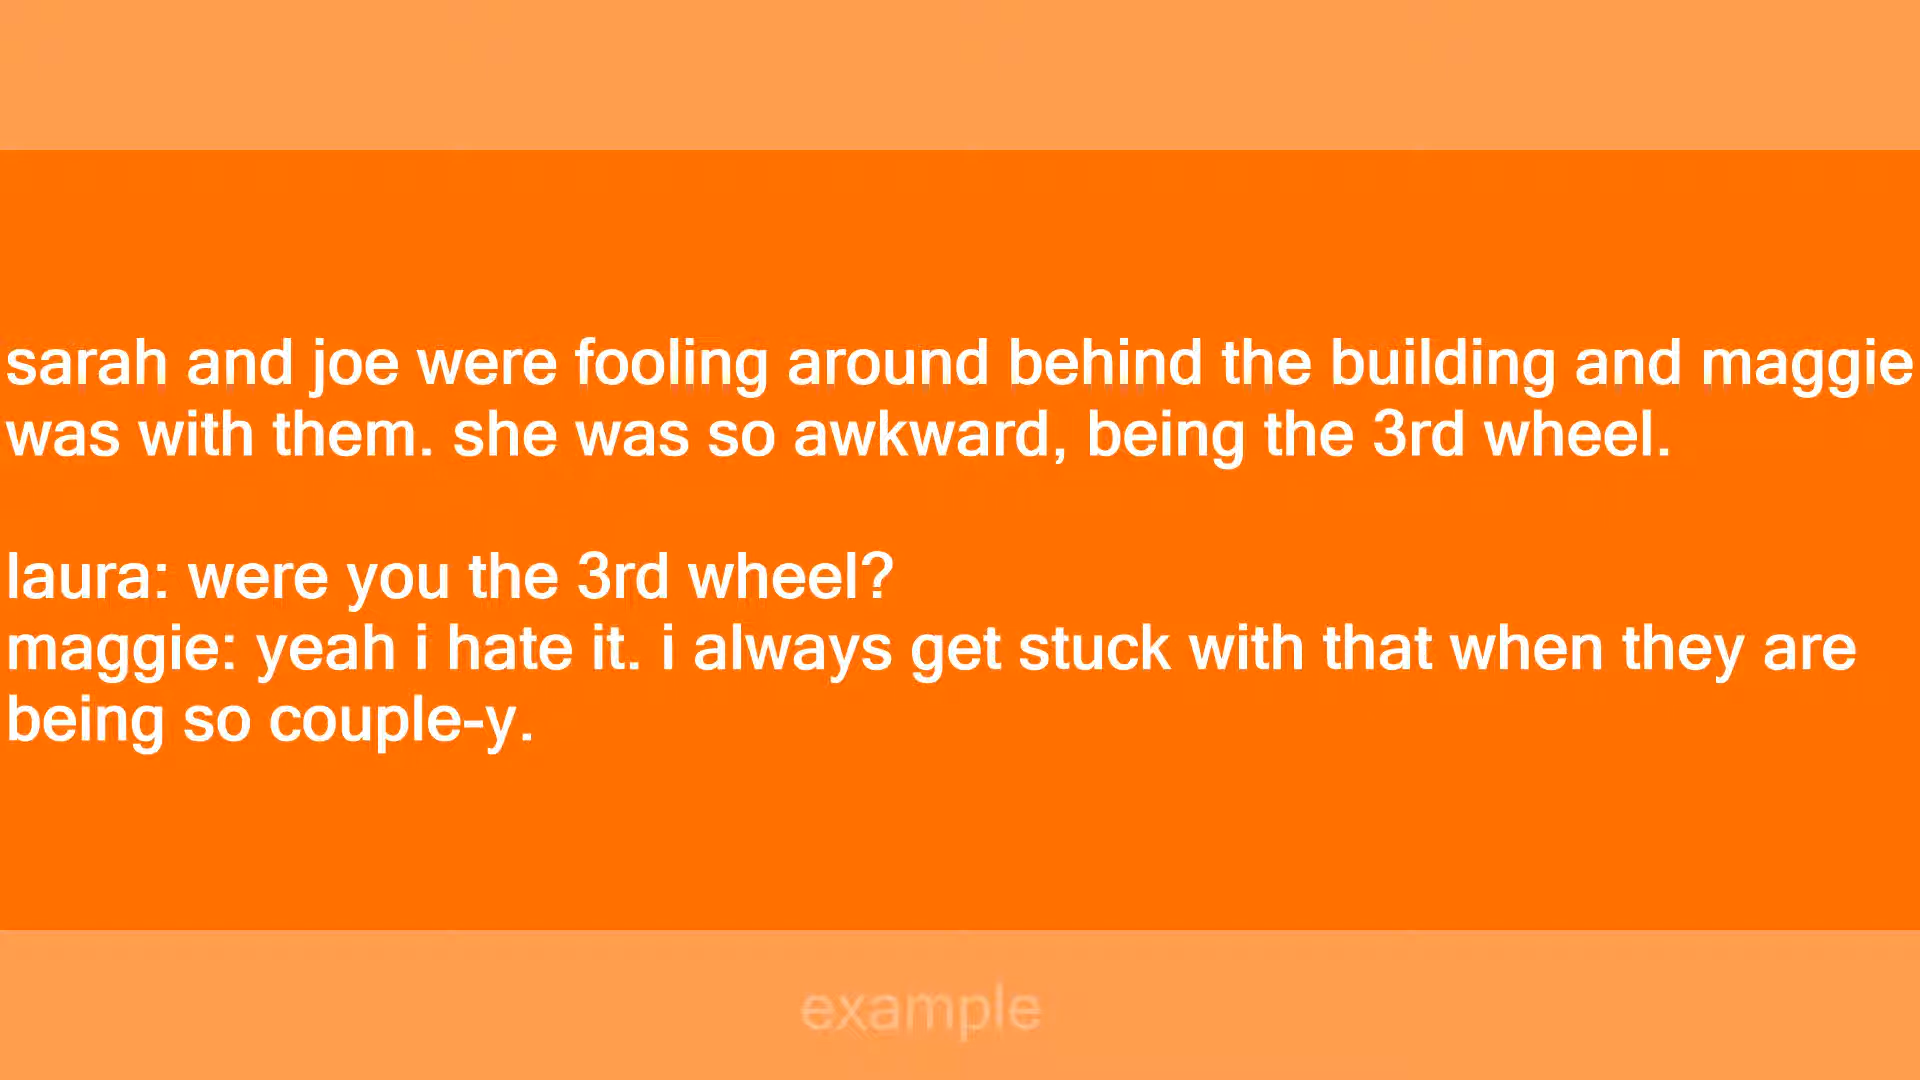 sarah and joe were fooling around behind the building and maggie
was with them. she was so awkward, being the 3rd wheel.
laura: were you the 3rd wheel?
maggie: yeah i hate it. i always get stuck with that when they are
being so couple-y.
example